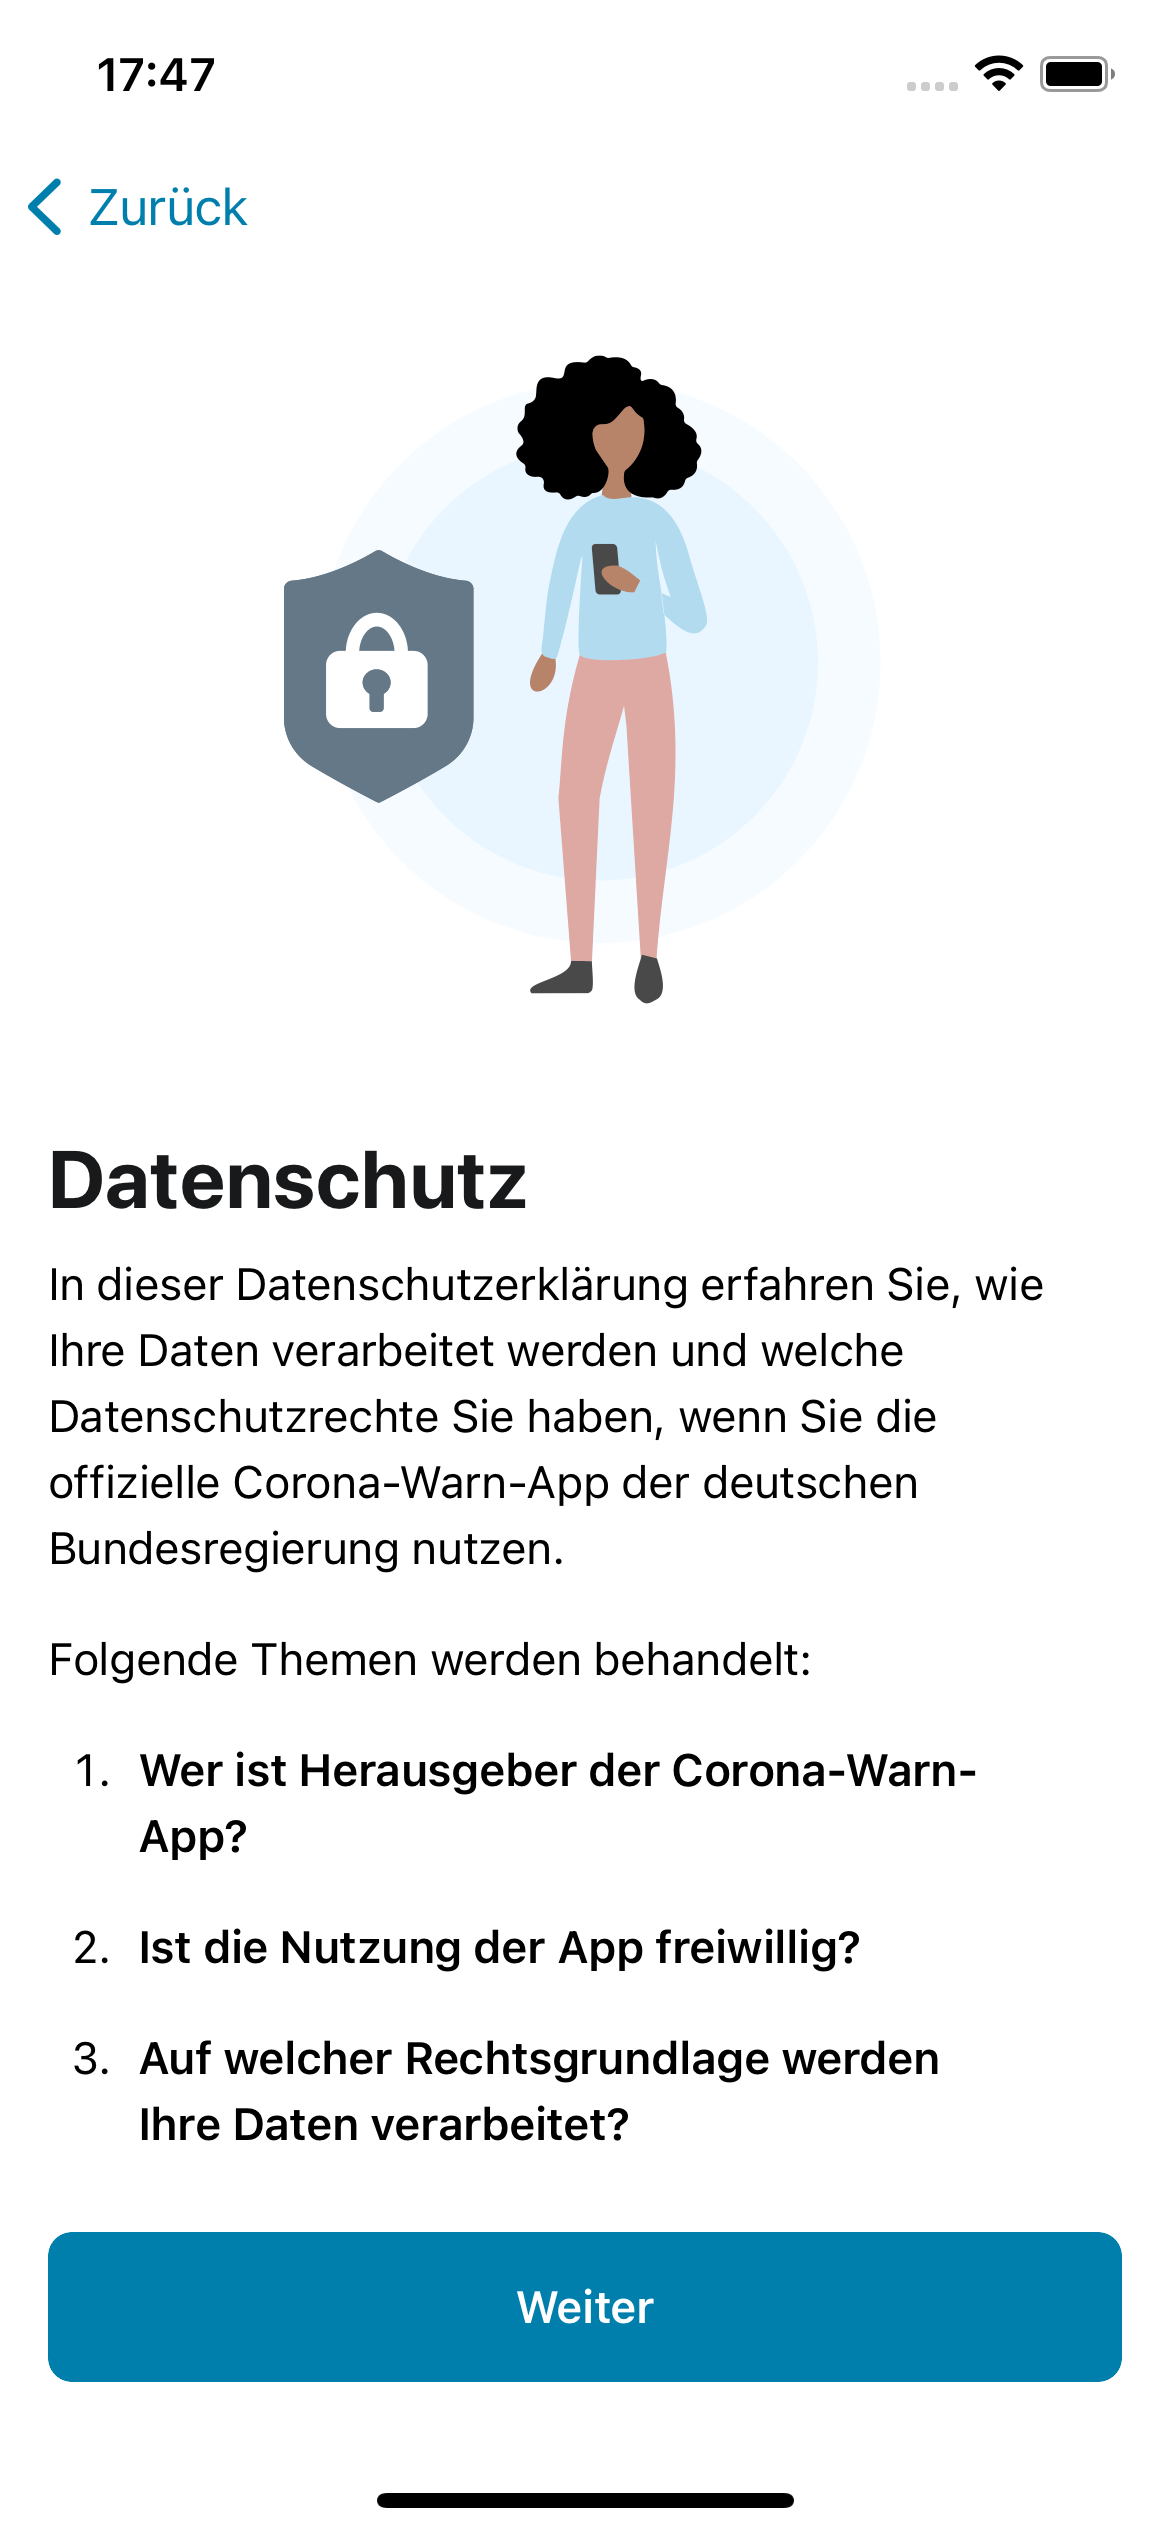 17:47
Zurück
Datenschutz
In dieser Datenschutzerklärung erfahren Sie, wie
Ihre Daten verarbeitet werden und welche
Datenschutzrechte Sie haben, wenn Sie die
offizielle Corona-Warn-App der deutschen
Bundesregierung nutzen.
Folgende Themen werden behandelt:
1. Wer ist Herausgeber der Corona-Warn-
App?
2. Ist die Nutzung der App freiwillig?
3. Auf welcher Rechtsgrundlage werden
Ihre Daten verarbeitet?
Weiter